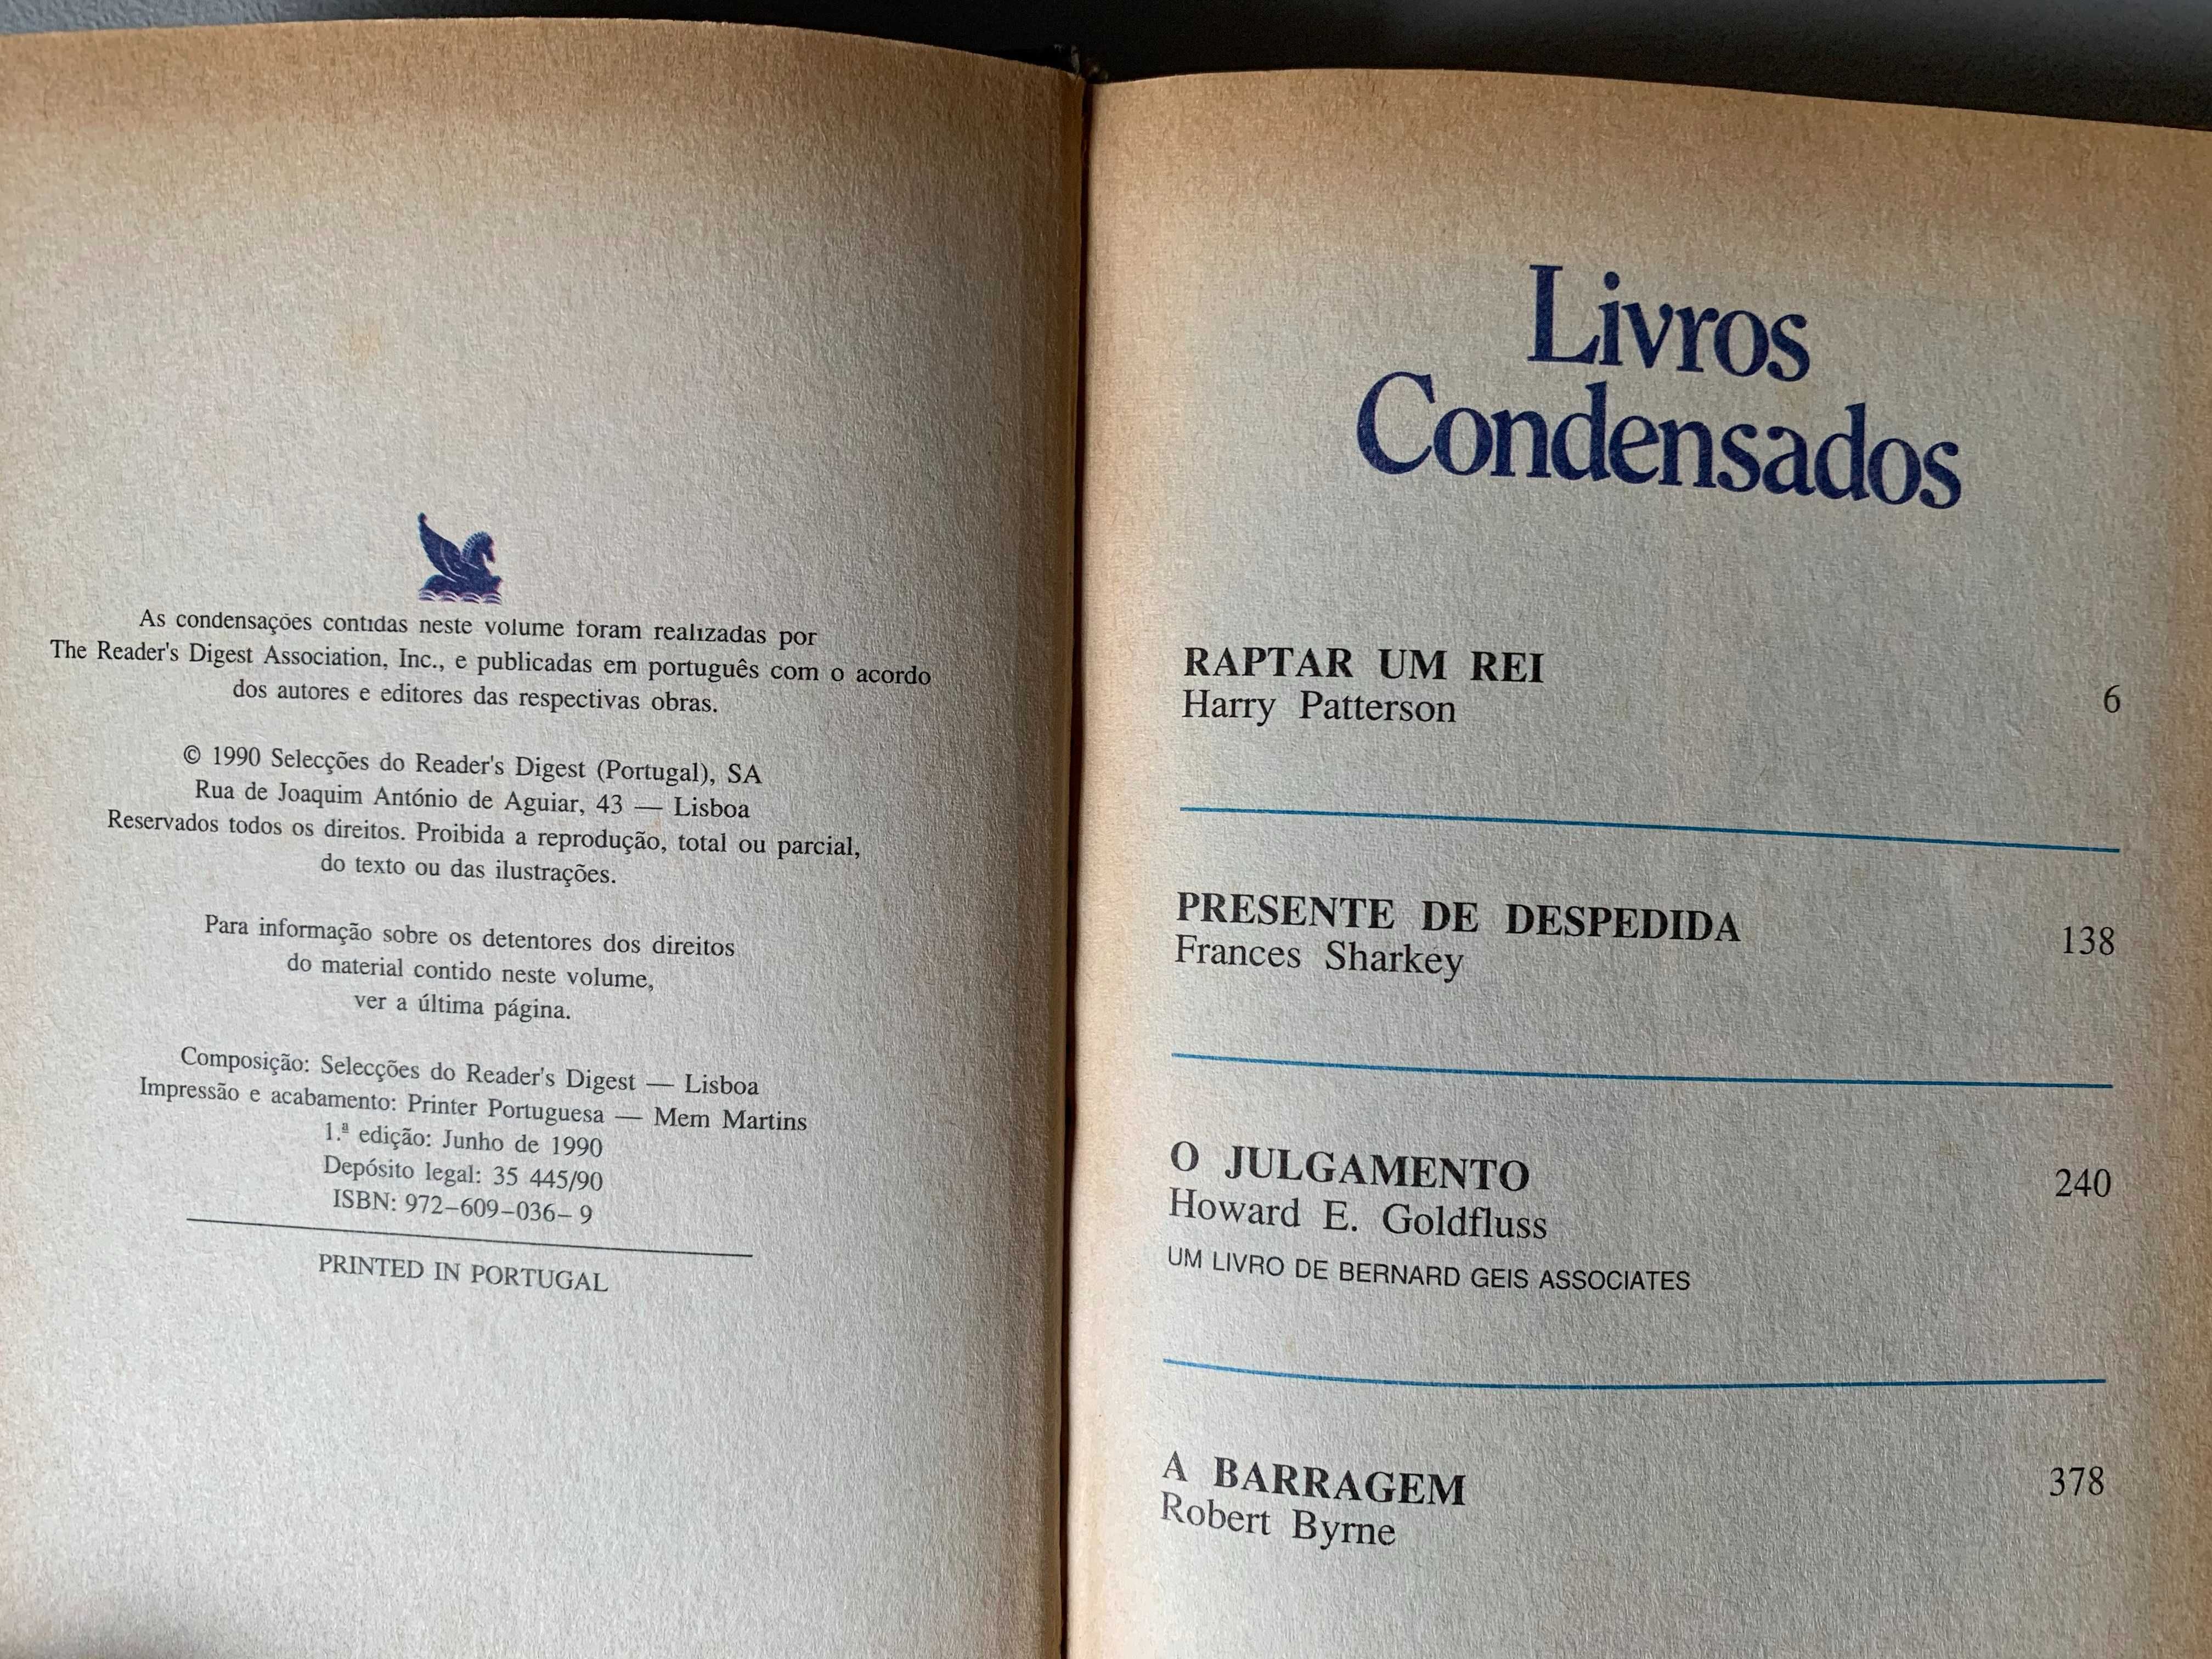 As condensações contidas neste volume foram realizadas por
The Reader's Digest Association, Inc., e publicadas em português com o acordo
dos autores e editores das respectivas obras.
© 1990 Selecções do Reader's Digest (Portugal), SA
Rua de Joaquim António de Aguiar, 43 — Lisboa
Reservados todos os direitos. Proibida a reprodução, total ou parcial,
do texto ou das ilustrações.
Para informação sobre os detentores dos direitos
do material contido neste volume,
ver a última página.
Composição: Selecções do Reader's Digest — Lisboa
Impressão e acabamento: Printer Portuguesa — Mem Martins
1.ª edição: Junho de 1990
Depósito legal: 35 445/90
ISBN: 972–609–036– 9
PRINTED IN PORTUGAL
Livros
Condensados
RAPTAR UM REI
Harry Patterson
6
PRESENTE DE DESPEDIDA
Frances Sharkey
138
O JULGAMENTO
Howard E. Goldfluss
240
UM LIVRO DE BERNARD GEIS ASSOCIATES
A BARRAGEM
Robert Byrne
378